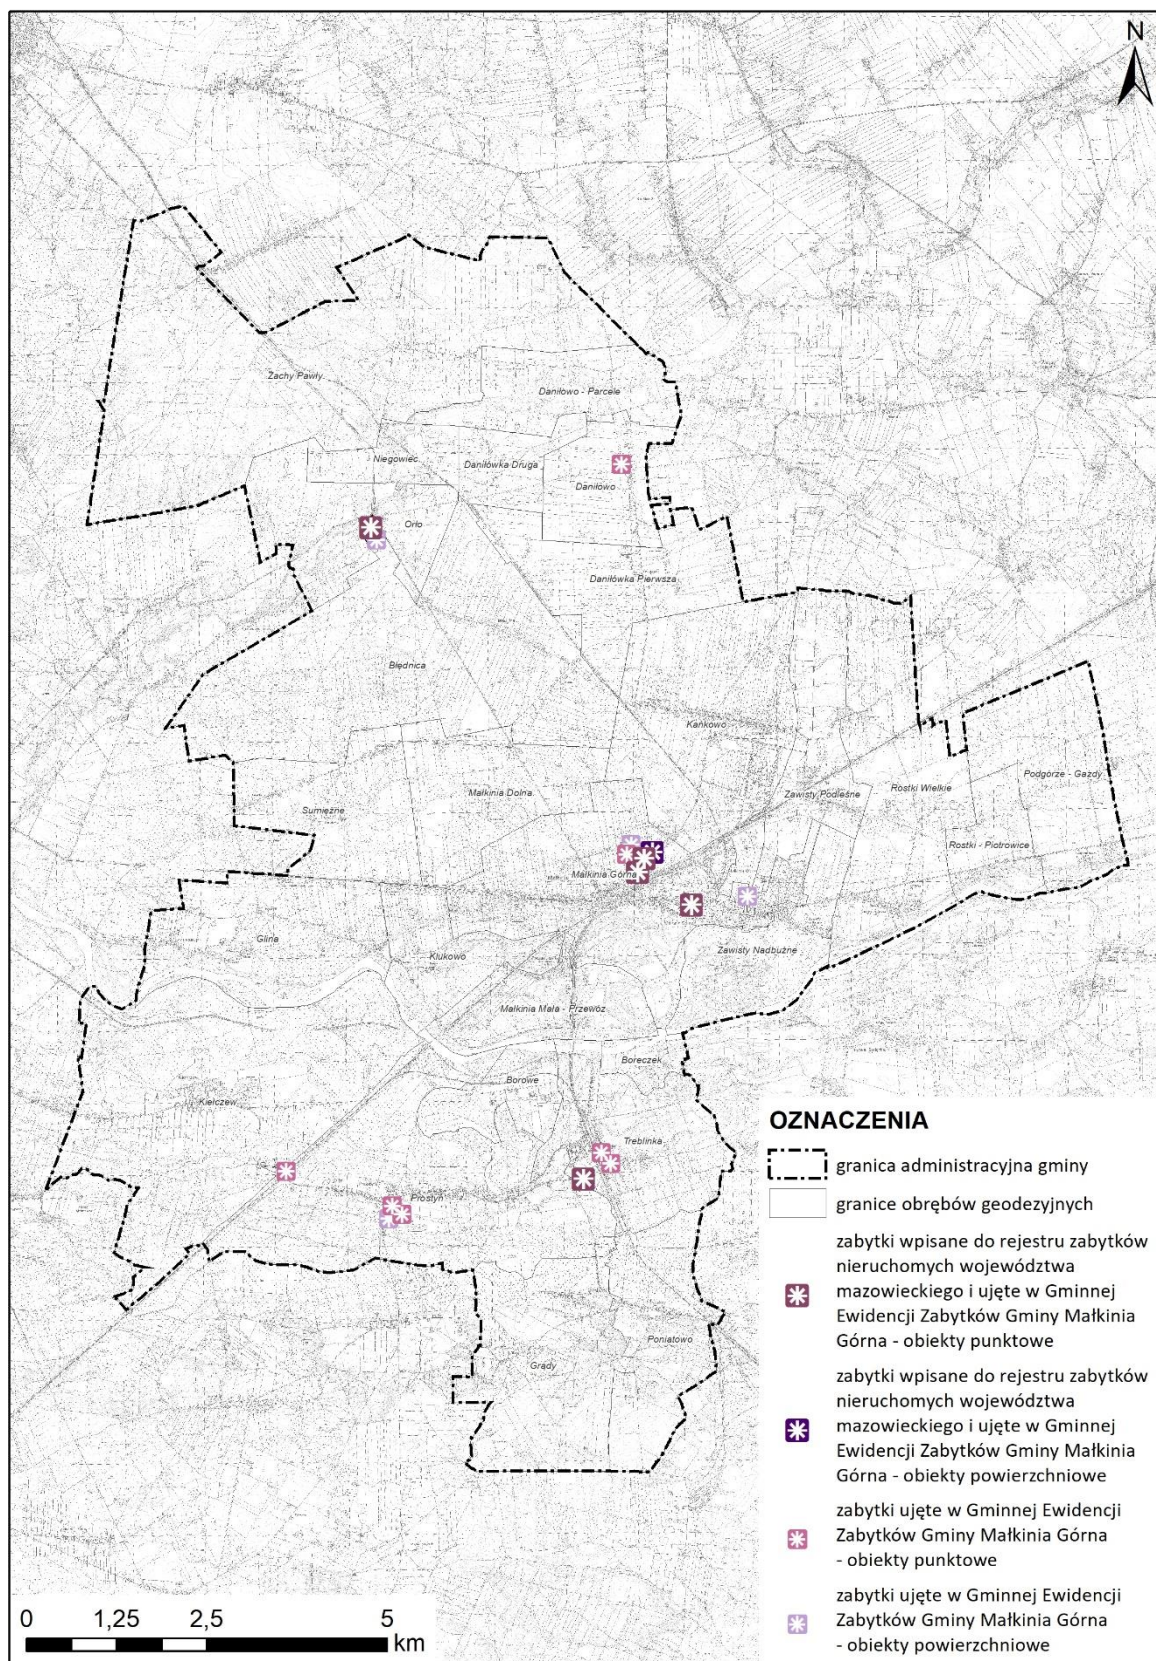 N
Żachy Pawły
Daniłowo - Parcele
Niegowiec
Daniłówka Druga
Daniłowo
Orło
Daniłówka Pierwsza
Błędnica
Kańkowo
Podgórze - Gazdy
Zawisty Podleśne
Rostki Wielkie
Małkinia Dolna
Sumiężne
Rostki - Piotrowice
Małkinia Górna
Glina
Klukowo
Zawisty Nadbużne
Małkinia Mała - Przewóz
Boreczek
Borowe
Kiełczew
Treblinka
Prostyń
Poniatowo
Grądy
OZNACZENIA
granica administracyjna gminy
granice obrębów geodezyjnych
zabytki wpisane do rejestru zabytków
nieruchomych województwa
mazowieckiego i ujęte w Gminnej
Ewidencji Zabytków Gminy Małkinia
Górna - obiekty punktowe
zabytki wpisane do rejestru zabytków
nieruchomych województwa
mazowieckiego i ujęte w Gminnej
Ewidencji Zabytków Gminy Małkinia
Górna - obiekty powierzchniowe
zabytki ujęte w Gminnej Ewidencji
Zabytków Gminy Małkinia Górna
- obiekty punktowe
zabytki ujęte w Gminnej Ewidencji
Zabytków Gminy Małkinia Górna
- obiekty powierzchniowe
0 1,25 2,5 5
km